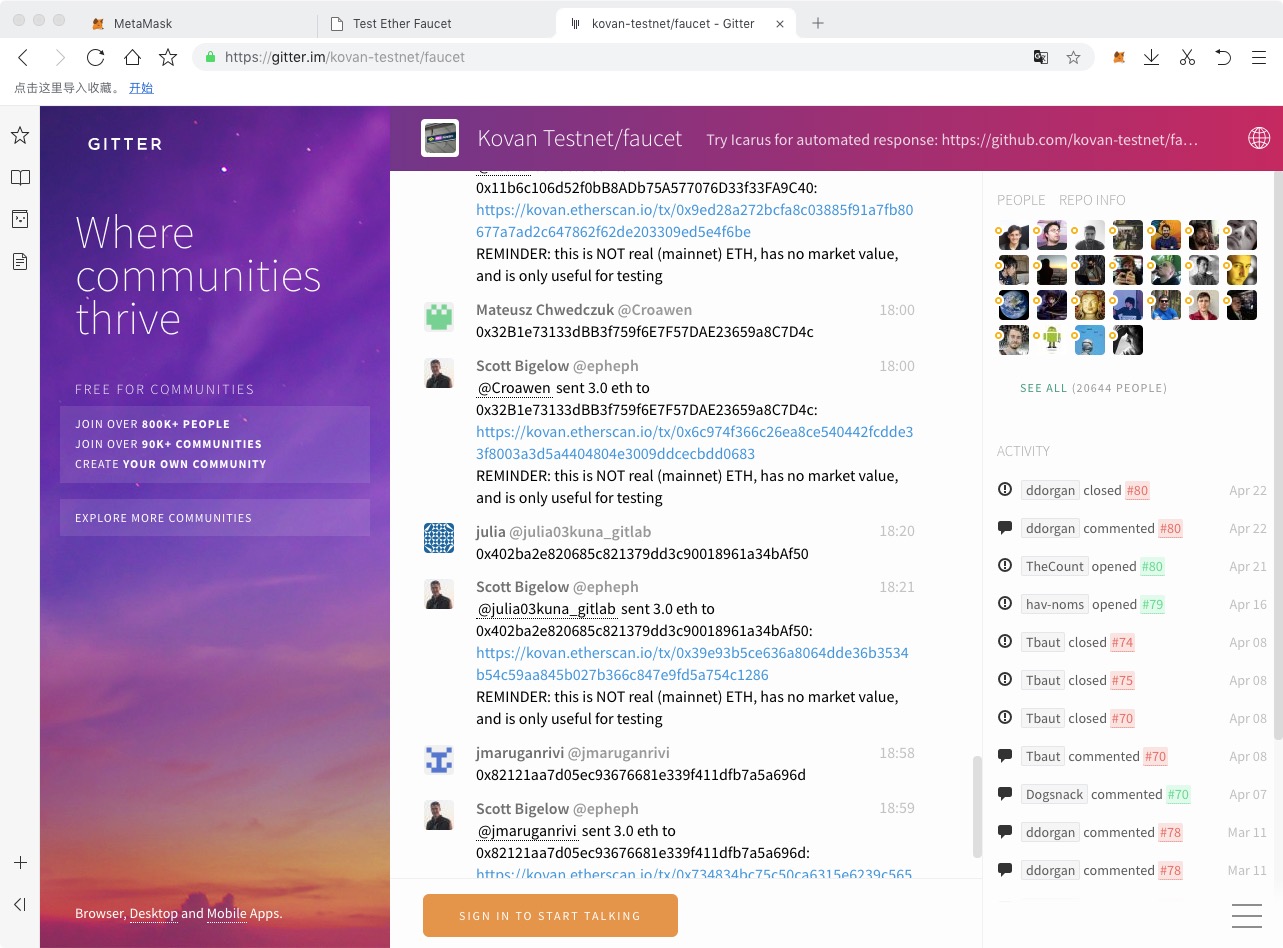 MetaMask
Test Ether Faucet
kovan-testnet/faucet - Gitter
https://gitter.im/kovan-testnet/faucet
点击这里导入收藏。 开始
GITTER
Where
communities
thrive
FREE FOR COMMUNITIES
JOIN OVER 800K+ PEOPLE
JOIN OVER 90K+ COMMUNITIES
CREATE YOUR OWN COMMUNITY
EXPLORE MORE COMMUNITIES
Browser, Desktop and Mobile Apps.
Kovan Testnet/faucet
Try Icarus for automated response: https://github.com/kovan-testnet/fa…
0x11b6c106d52f0bB8ADb75A577076D33f33FA9C40:
https://kovan.etherscan.io/tx/0x9ed28a272bcfa8c03885f91a7fb80
677a7ad2c647862f62de203309ed5e4f6be
REMINDER: this is NOT real (mainnet) ETH, has no market value,
and is only useful for testing
Mateusz Chwedczuk @Croawen 18:00
0x32B1e73133dBB3f759f6E7F57DAE23659a8C7D4c
Scott Bigelow @epheph 18:00
@Croawen sent 3.0 eth to
0x32B1e73133dBB3f759f6E7F57DAE23659a8C7D4c:
https://kovan.etherscan.io/tx/0x6c974f366c26ea8ce540442fcdde3
3f8003a3d5a4404804e3009ddcecbdd0683
REMINDER: this is NOT real (mainnet) ETH, has no market value,
and is only useful for testing
julia @julia03kuna_gitlab 18:20
0x402ba2e820685c821379dd3c90018961a34bAf50
Scott Bigelow @epheph 18:21
@julia03kuna_gitlab sent 3.0 eth to
0x402ba2e820685c821379dd3c90018961a34bAf50:
https://kovan.etherscan.io/tx/0x39e93b5ce636a8064dde36b3534
b54c59aa845b027b366c847e9fd5a754c1286
REMINDER: this is NOT real (mainnet) ETH, has no market value,
and is only useful for testing
jmaruganrivi @jmaruganrivi 18:58
0x82121aa7d05ec93676681e339f411dfb7a5a696d
Scott Bigelow @epheph 18:59
@jmaruganrivi sent 3.0 eth to
0x82121aa7d05ec93676681e339f411dfb7a5a696d:
https://kovan.etherscan.io/tx/0x734834bc75c50ca6315e6239c565
SIGN IN TO START TALKING
PEOPLE REPO INFO
SEE ALL (20644 PEOPLE)
ACTIVITY
ddorgan closed #80 Apr 22
ddorgan commented #80 Apr 22
TheCount opened #80 Apr 21
hav-noms opened #79 Apr 16
Tbaut closed #74 Apr 08
Tbaut closed #75 Apr 08
Tbaut closed #70 Apr 08
Tbaut commented #70 Apr 08
Dogsnack commented #70 Apr 07
ddorgan commented #78 Mar 11
ddorgan commented #78 Mar 11